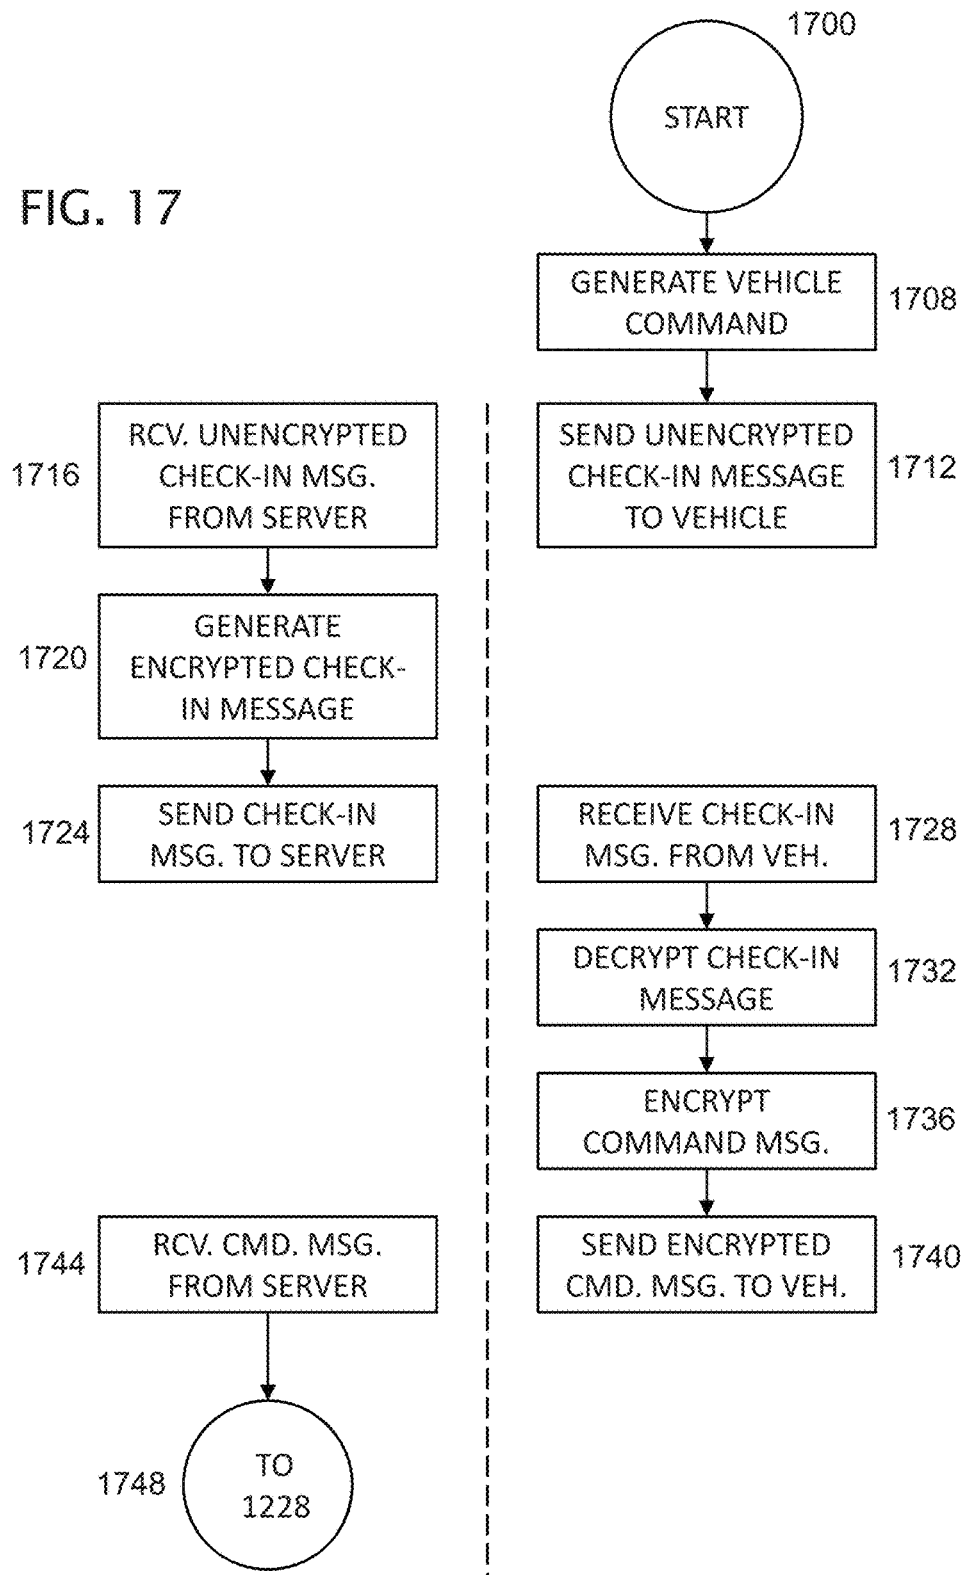 1700
START
FIG. 17
GENERATE VEHICLE
COMMAND
1708
RCV. UNENCRYPTED
CHECK-IN MSG.
FROM SERVER
1716
SEND UNENCRYPTED
CHECK-IN MESSAGE
TO VEHICLE
1712
GENERATE
ENCRYPTED CHECK-
IN MESSAGE
1720
SEND CHECK-IN
MSG. TO SERVER
1724
RECEIVE CHECK-IN
MSG. FROM VEH.
1728
DECRYPT CHECK-IN
MESSAGE
1732
ENCRYPT
COMMAND MSG.
1736
RCV. CMD. MSG.
FROM SERVER
1744
SEND ENCRYPTED
CMD. MSG. TO VEH.
1740
TO
1228
1748